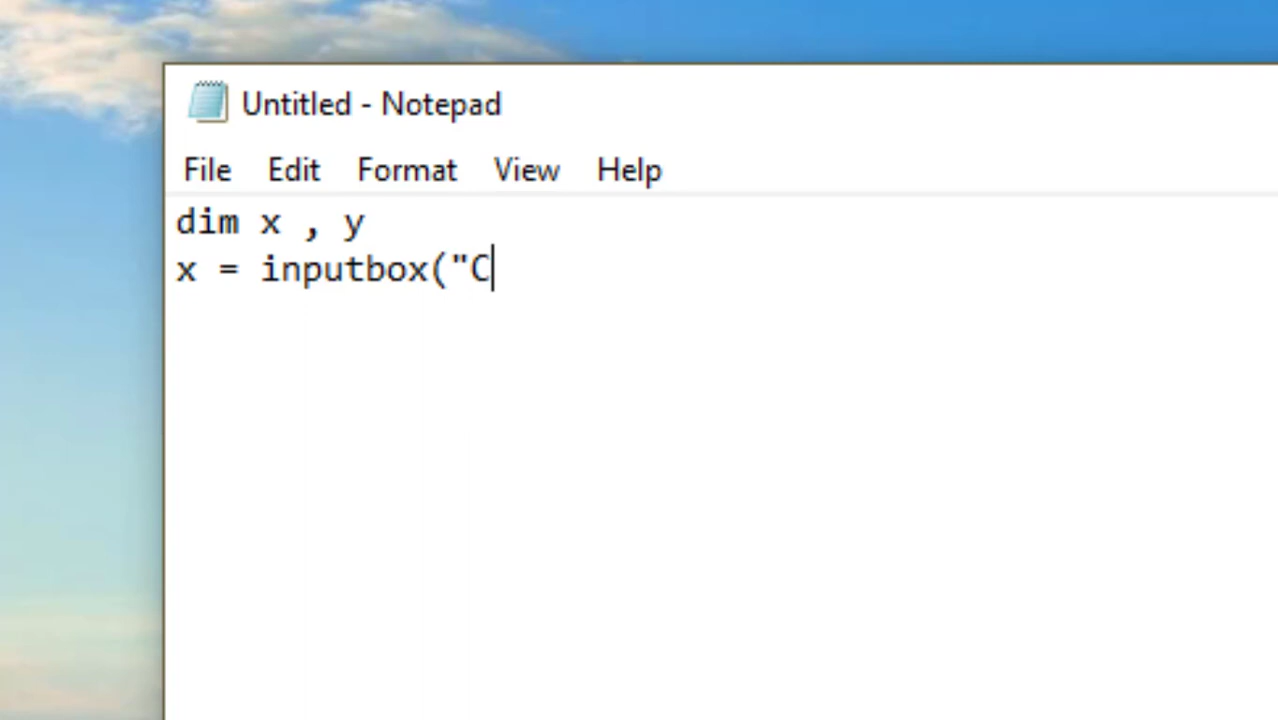 Untitled - Notepad
File Edit Format View Help
dim x , y
x = inputbox("C